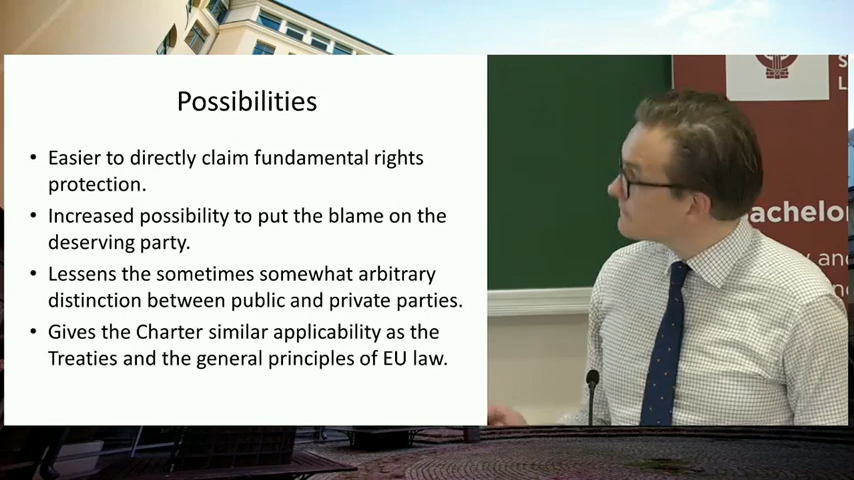 Possibilities
• Easier to directly claim fundamental rights
protection.
• Increased possibility to put the blame on the
deserving party.
• Lessens the sometimes somewhat arbitrary
distinction between public and private parties.
• Gives the Charter similar applicability as the
Treaties and the general principles of EU law.
S
L
achelo
y and